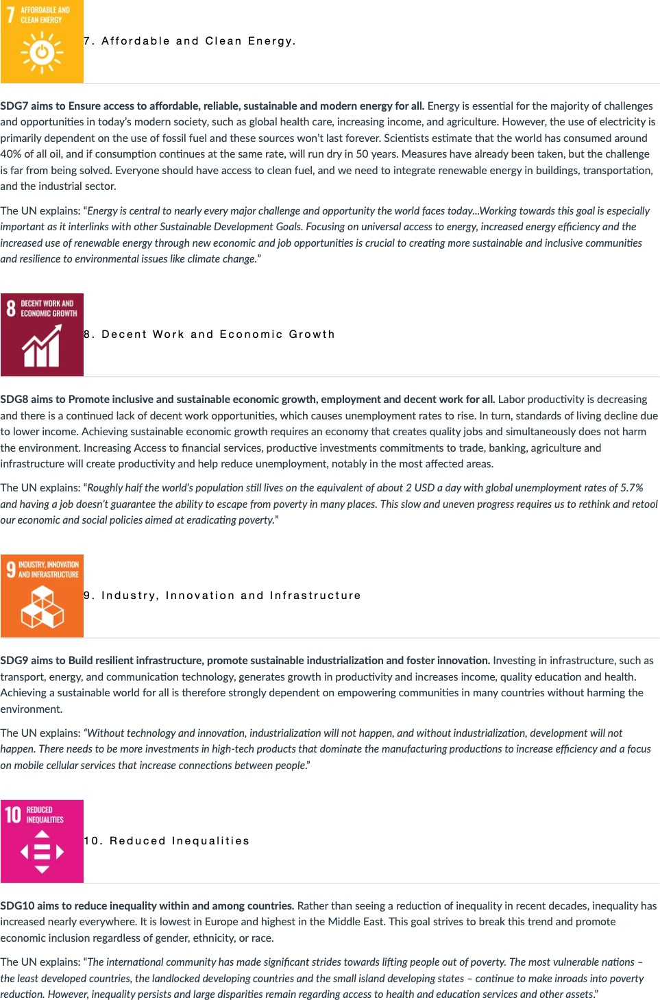 7 AFFORDABLE AND
CLEAN ENERGY
7. Affordable and Clean Energy.
SDG7 aims to Ensure access to affordable, reliable, sustainable and modern energy for all. Energy is essential for the majority of challenges
and opportunities in today’s modern society, such as global health care, increasing income, and agriculture. However, the use of electricity is
primarily dependent on the use of fossil fuel and these sources won’t last forever. Scientists estimate that the world has consumed around
40% of all oil, and if consumption continues at the same rate, will run dry in 50 years. Measures have already been taken, but the challenge
is far from being solved. Everyone should have access to clean fuel, and we need to integrate renewable energy in buildings, transportation,
and the industrial sector.
The UN explains: “Energy is central to nearly every major challenge and opportunity the world faces today...Working towards this goal is especially
important as it interlinks with other Sustainable Development Goals. Focusing on universal access to energy, increased energy efficiency and the
increased use of renewable energy through new economic and job opportunities is crucial to creating more sustainable and inclusive communities
and resilience to environmental issues like climate change.”
8 DECENT WORK AND
ECONOMIC GROWTH
8. Decent Work and Economic Growth
SDG8 aims to Promote inclusive and sustainable economic growth, employment and decent work for all. Labor productivity is decreasing
and there is a continued lack of decent work opportunities, which causes unemployment rates to rise. In turn, standards of living decline due
to lower income. Achieving sustainable economic growth requires an economy that creates quality jobs and simultaneously does not harm
the environment. Increasing Access to financial services, productive investments commitments to trade, banking, agriculture and
infrastructure will create productivity and help reduce unemployment, notably in the most affected areas.
The UN explains: “Roughly half the world’s population still lives on the equivalent of about 2 USD a day with global unemployment rates of 5.7%
and having a job doesn’t guarantee the ability to escape from poverty in many places. This slow and uneven progress requires us to rethink and retool
our economic and social policies aimed at eradicating poverty.”
9 INDUSTRY, INNOVATION
AND INFRASTRUCTURE
9. Industry, Innovation and Infrastructure
SDG9 aims to Build resilient infrastructure, promote sustainable industrialization and foster innovation. Investing in infrastructure, such as
transport, energy, and communication technology, generates growth in productivity and increases income, quality education and health.
Achieving a sustainable world for all is therefore strongly dependent on empowering communities in many countries without harming the
environment.
The UN explains: “Without technology and innovation, industrialization will not happen, and without industrialization, development will not
happen. There needs to be more investments in high-tech products that dominate the manufacturing productions to increase efficiency and a focus
on mobile cellular services that increase connections between people.”
10 REDUCED
INEQUALITIES
10. Reduced Inequalities
SDG10 aims to reduce inequality within and among countries. Rather than seeing a reduction of inequality in recent decades, inequality has
increased nearly everywhere. It is lowest in Europe and highest in the Middle East. This goal strives to break this trend and promote
economic inclusion regardless of gender, ethnicity, or race.
The UN explains: “The international community has made significant strides towards lifting people out of poverty. The most vulnerable nations –
the least developed countries, the landlocked developing countries and the small island developing states – continue to make inroads into poverty
reduction. However, inequality persists and large disparities remain regarding access to health and education services and other assets.”